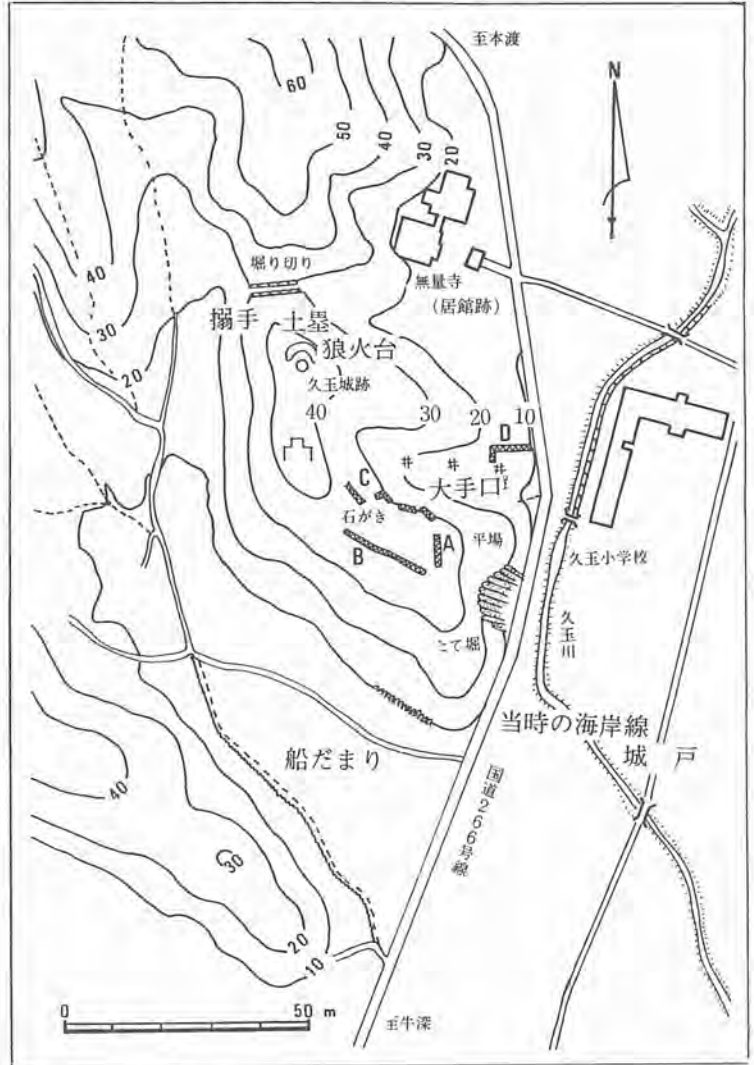 至本渡
60
50
40
30
20
N
堀り切り
無量寺
(居館跡)
40
30
20
搦手
土塁
狼火台
久玉城跡
40
30
20
10
D
大手口
C
石がき
B
A
平場
久玉小学校
たて堀
久玉川
当時の海岸線
城戸
船だまり
国道266号線
40
30
20
10
0
50 m
至牛深